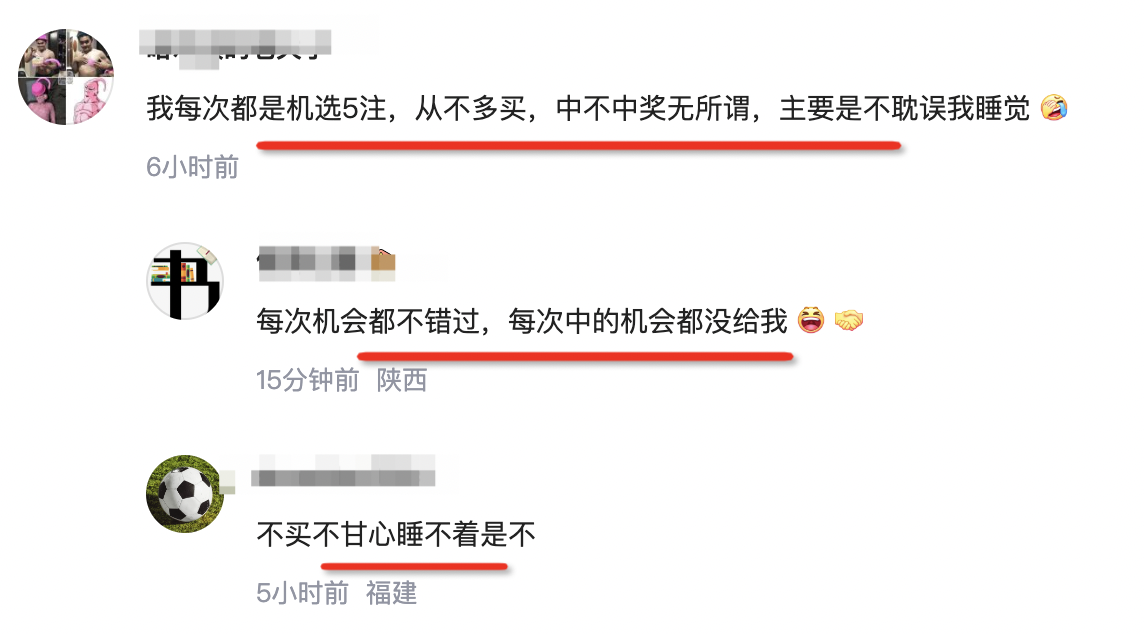 我每次都是机选5注，从不多买，中不中奖无所谓，主要是不耽误我睡觉 🤣
6小时前
每次机会都不错过，每次中的机会都没给我 😆 🤝
15分钟前 陕西
不买不甘心睡不着是不
5小时前 福建